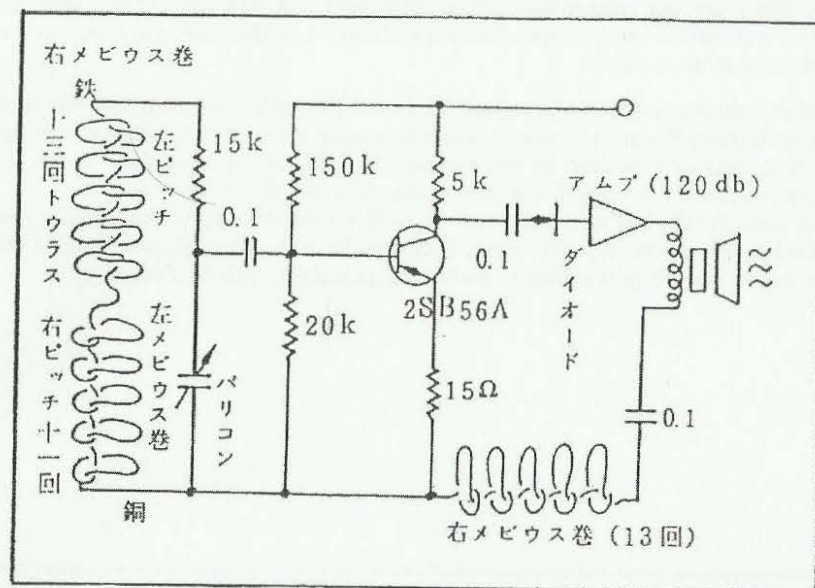 右メビウス巻
鉄
十三回トウラス
左ピッチ
15k
150k
5k
アムプ(120db)
0.1
0.1
ダイオード
2SB56A
20k
左メビウス巻
右ピッチ十一回
バリコン
15Ω
0.1
銅
右メビウス巻(13回)